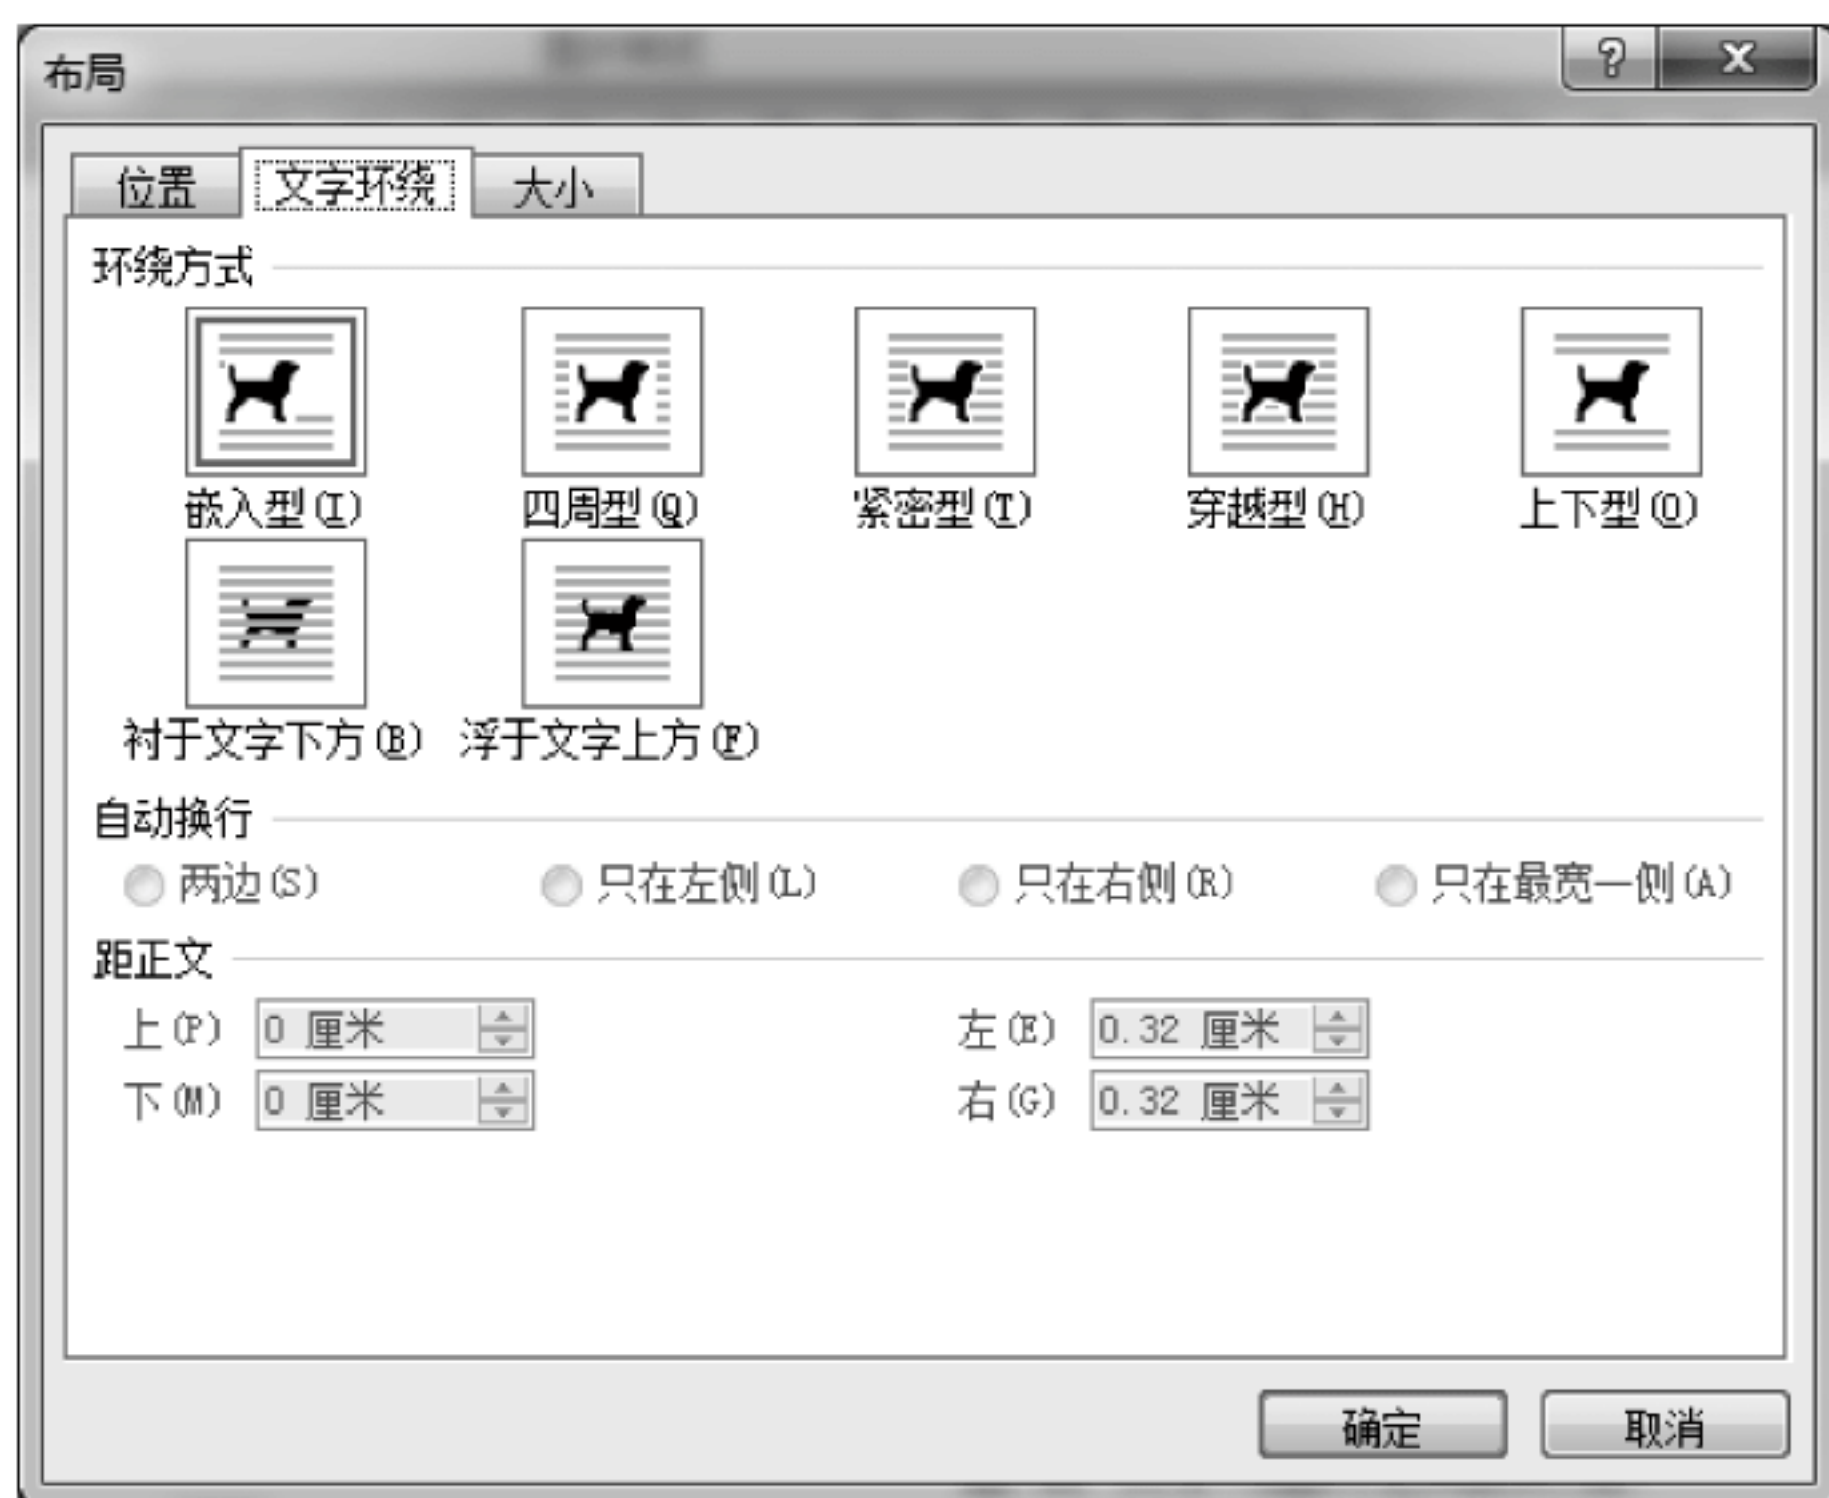 布局
位置 文字环绕 大小
环绕方式
嵌入型(I) 四周型(Q) 紧密型(T) 穿越型(H) 上下型(O)
衬于文字下方(B) 浮于文字上方(F)
自动换行
两边(S) 只在左侧(L) 只在右侧(R) 只在最宽一侧(A)
距正文
上(P) 0 厘米 左(E) 0.32 厘米
下(M) 0 厘米 右(G) 0.32 厘米
确定 取消